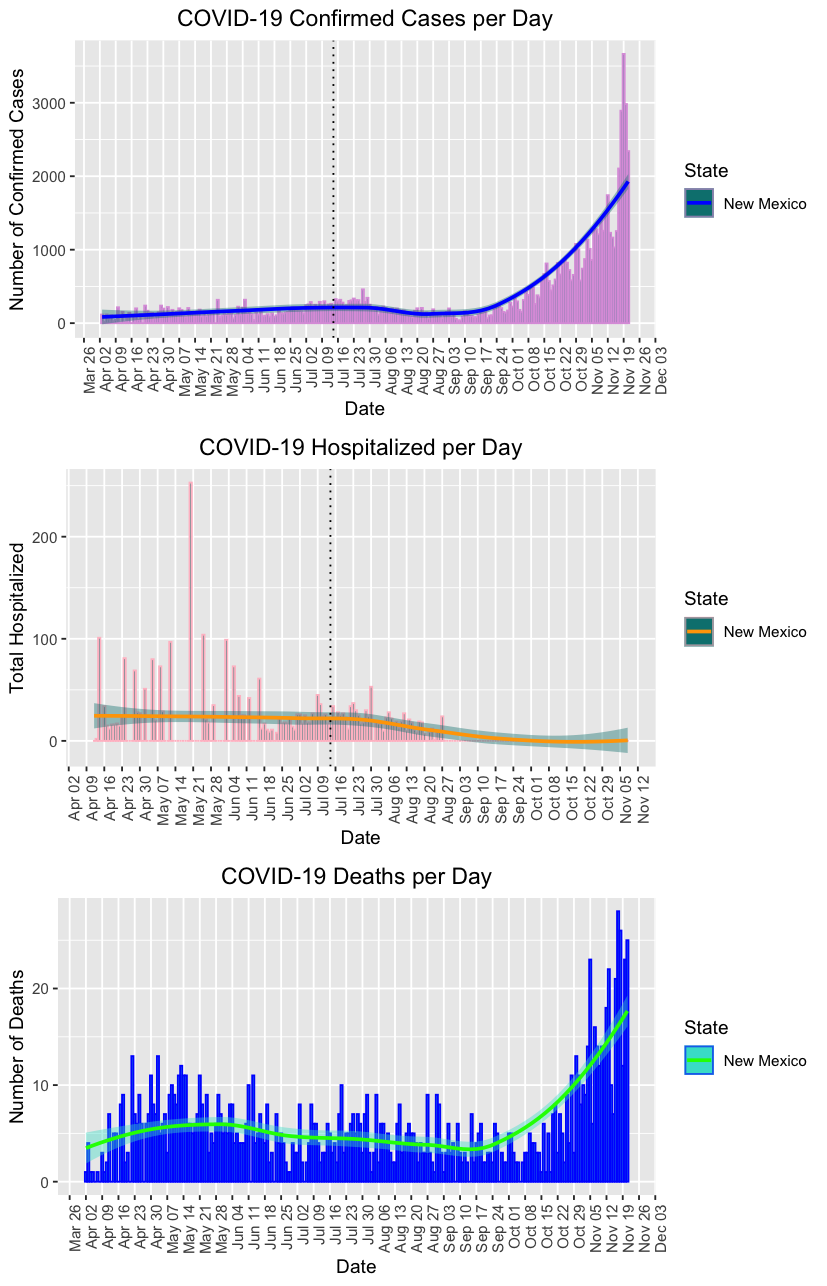 COVID-19 Confirmed Cases per Day
Number of Confirmed Cases
3000
2000
1000
0
Mar 26
Apr 02
Apr 09
Apr 16
Apr 23
Apr 30
May 07
May 14
May 21
May 28
Jun 04
Jun 11
Jun 18
Jun 25
Jul 02
Jul 09
Jul 16
Jul 23
Jul 30
Aug 06
Aug 13
Aug 20
Aug 27
Sep 03
Sep 10
Sep 17
Sep 24
Oct 01
Oct 08
Oct 15
Oct 22
Oct 29
Nov 05
Nov 12
Nov 19
Nov 26
Dec 03
Date
State
New Mexico
COVID-19 Hospitalized per Day
Total Hospitalized
200
100
0
Apr 02
Apr 09
Apr 16
Apr 23
Apr 30
May 07
May 14
May 21
May 28
Jun 04
Jun 11
Jun 18
Jun 25
Jul 02
Jul 09
Jul 16
Jul 23
Jul 30
Aug 06
Aug 13
Aug 20
Aug 27
Sep 03
Sep 10
Sep 17
Sep 24
Oct 01
Oct 08
Oct 15
Oct 22
Oct 29
Nov 05
Nov 12
Date
State
New Mexico
COVID-19 Deaths per Day
Number of Deaths
20
10
0
Mar 26
Apr 02
Apr 09
Apr 16
Apr 23
Apr 30
May 07
May 14
May 21
May 28
Jun 04
Jun 11
Jun 18
Jun 25
Jul 02
Jul 09
Jul 16
Jul 23
Jul 30
Aug 06
Aug 13
Aug 20
Aug 27
Sep 03
Sep 10
Sep 17
Sep 24
Oct 01
Oct 08
Oct 15
Oct 22
Oct 29
Nov 05
Nov 12
Nov 19
Nov 26
Dec 03
Date
State
New Mexico